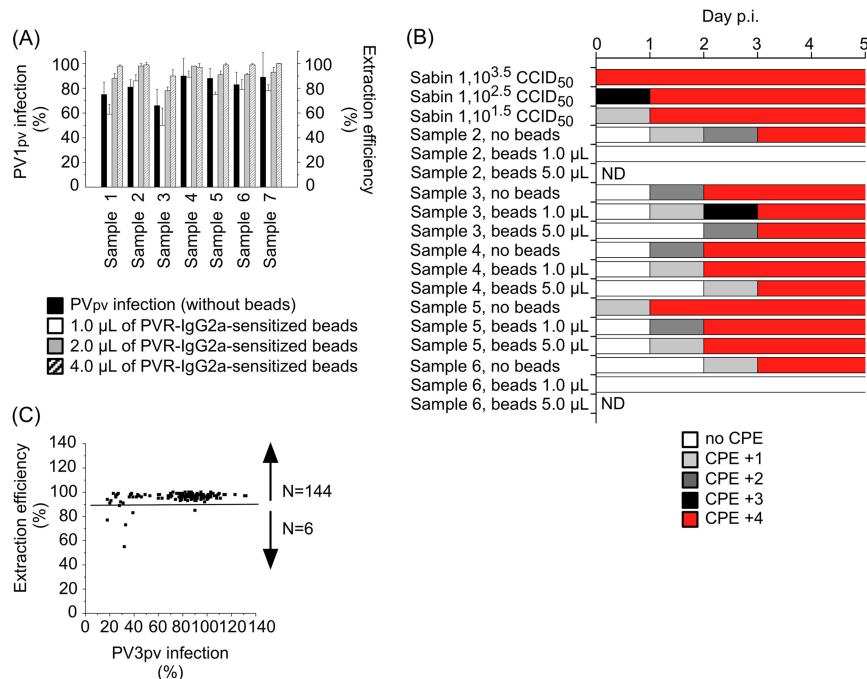 (A)
PV1pv infection
(%)
100
80
60
40
20
0
100
80
60
40
20
0
Extraction efficiency
(%)
Sample 1
Sample 2
Sample 3
Sample 4
Sample 5
Sample 6
Sample 7
PVpv infection (without beads)
1.0 µL of PVR-IgG2a-sensitized beads
2.0 µL of PVR-IgG2a-sensitized beads
4.0 µL of PVR-IgG2a-sensitized beads
(B)
Day p.i.
0 1 2 3 4 5
Sabin 1,10^3.5 CCID50
Sabin 1,10^2.5 CCID50
Sabin 1,10^1.5 CCID50
Sample 2, no beads
Sample 2, beads 1.0 µL
Sample 2, beads 5.0 µL ND
Sample 3, no beads
Sample 3, beads 1.0 µL
Sample 3, beads 5.0 µL
Sample 4, no beads
Sample 4, beads 1.0 µL
Sample 4, beads 5.0 µL
Sample 5, no beads
Sample 5, beads 1.0 µL
Sample 5, beads 5.0 µL
Sample 6, no beads
Sample 6, beads 1.0 µL
Sample 6, beads 5.0 µL ND
no CPE
CPE +1
CPE +2
CPE +3
CPE +4
(C)
Extraction efficiency
(%)
140
120
100
80
60
40
20
0
0 20 40 60 80 100 120 140
PV3pv infection
(%)
N=144
N=6